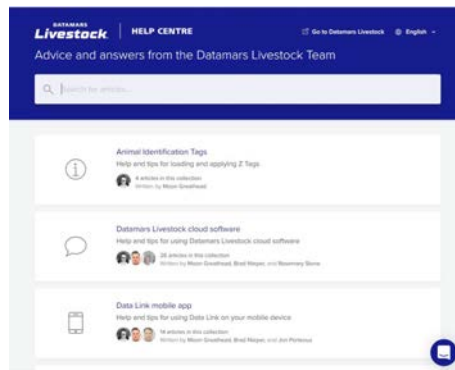 DATAMARS
Livestock
HELP CENTRE
Go to Datamars Livestock
English
Advice and answers from the Datamars Livestock Team
Search for articles...
Animal Identification Tags
Help and tips for loading and applying Z Tags
4 articles in this collection
Written by Moon Greathead
Datamars Livestock cloud software
Help and tips for using Datamars Livestock cloud software
26 articles in this collection
Written by Moon Greathead, Brad and Rosemary
Data Link mobile app
Help and tips for using Data Link on your mobile device
14 articles in this collection
Written by Moon Greathead, Brad and Jon